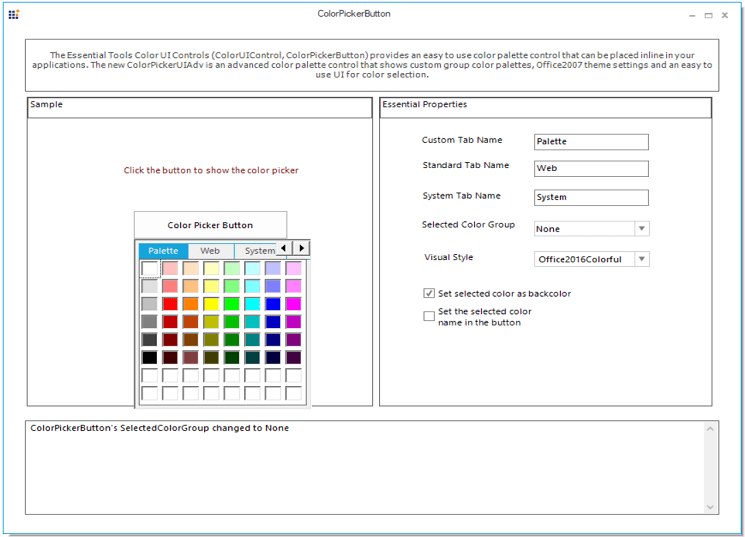 ColorPickerButton
The Essential Tools Color UI Controls (ColorUIControl, ColorPickerButton) provides an easy to use color palette control that can be placed inline in your
applications. The new ColorPickerUIAdv is an advanced color palette control that shows custom group color palettes, Office2007 theme settings and an easy to
use UI for color selection.
Sample
Click the button to show the color picker
Color Picker Button
Palette Web System
Essential Properties
Custom Tab Name Palette
Standard Tab Name Web
System Tab Name System
Selected Color Group None
Visual Style Office2016Colorful
Set selected color as backcolor
Set the selected color
name in the button
ColorPickerButton's SelectedColorGroup changed to None